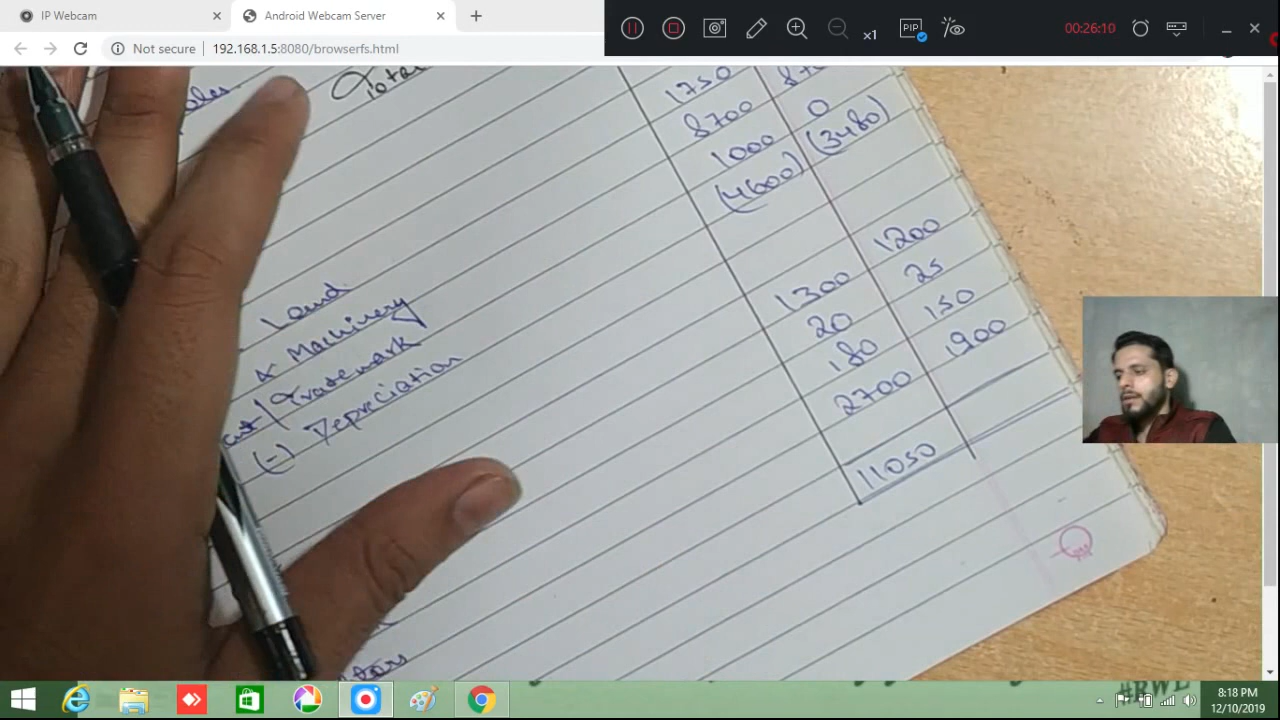 IP Webcam
Android Webcam Server
Not secure
192.168.1.5:8080/browserfs.html
x1
PIP
00:26:10
Total
1750
8700
0
1000
(3480)
(4600)
Land
1300
1200
& Machinery
20
25
Trademark
180
150
(-) Depreciation
2700
1900
11050
#RWL
8:18 PM
12/10/2019